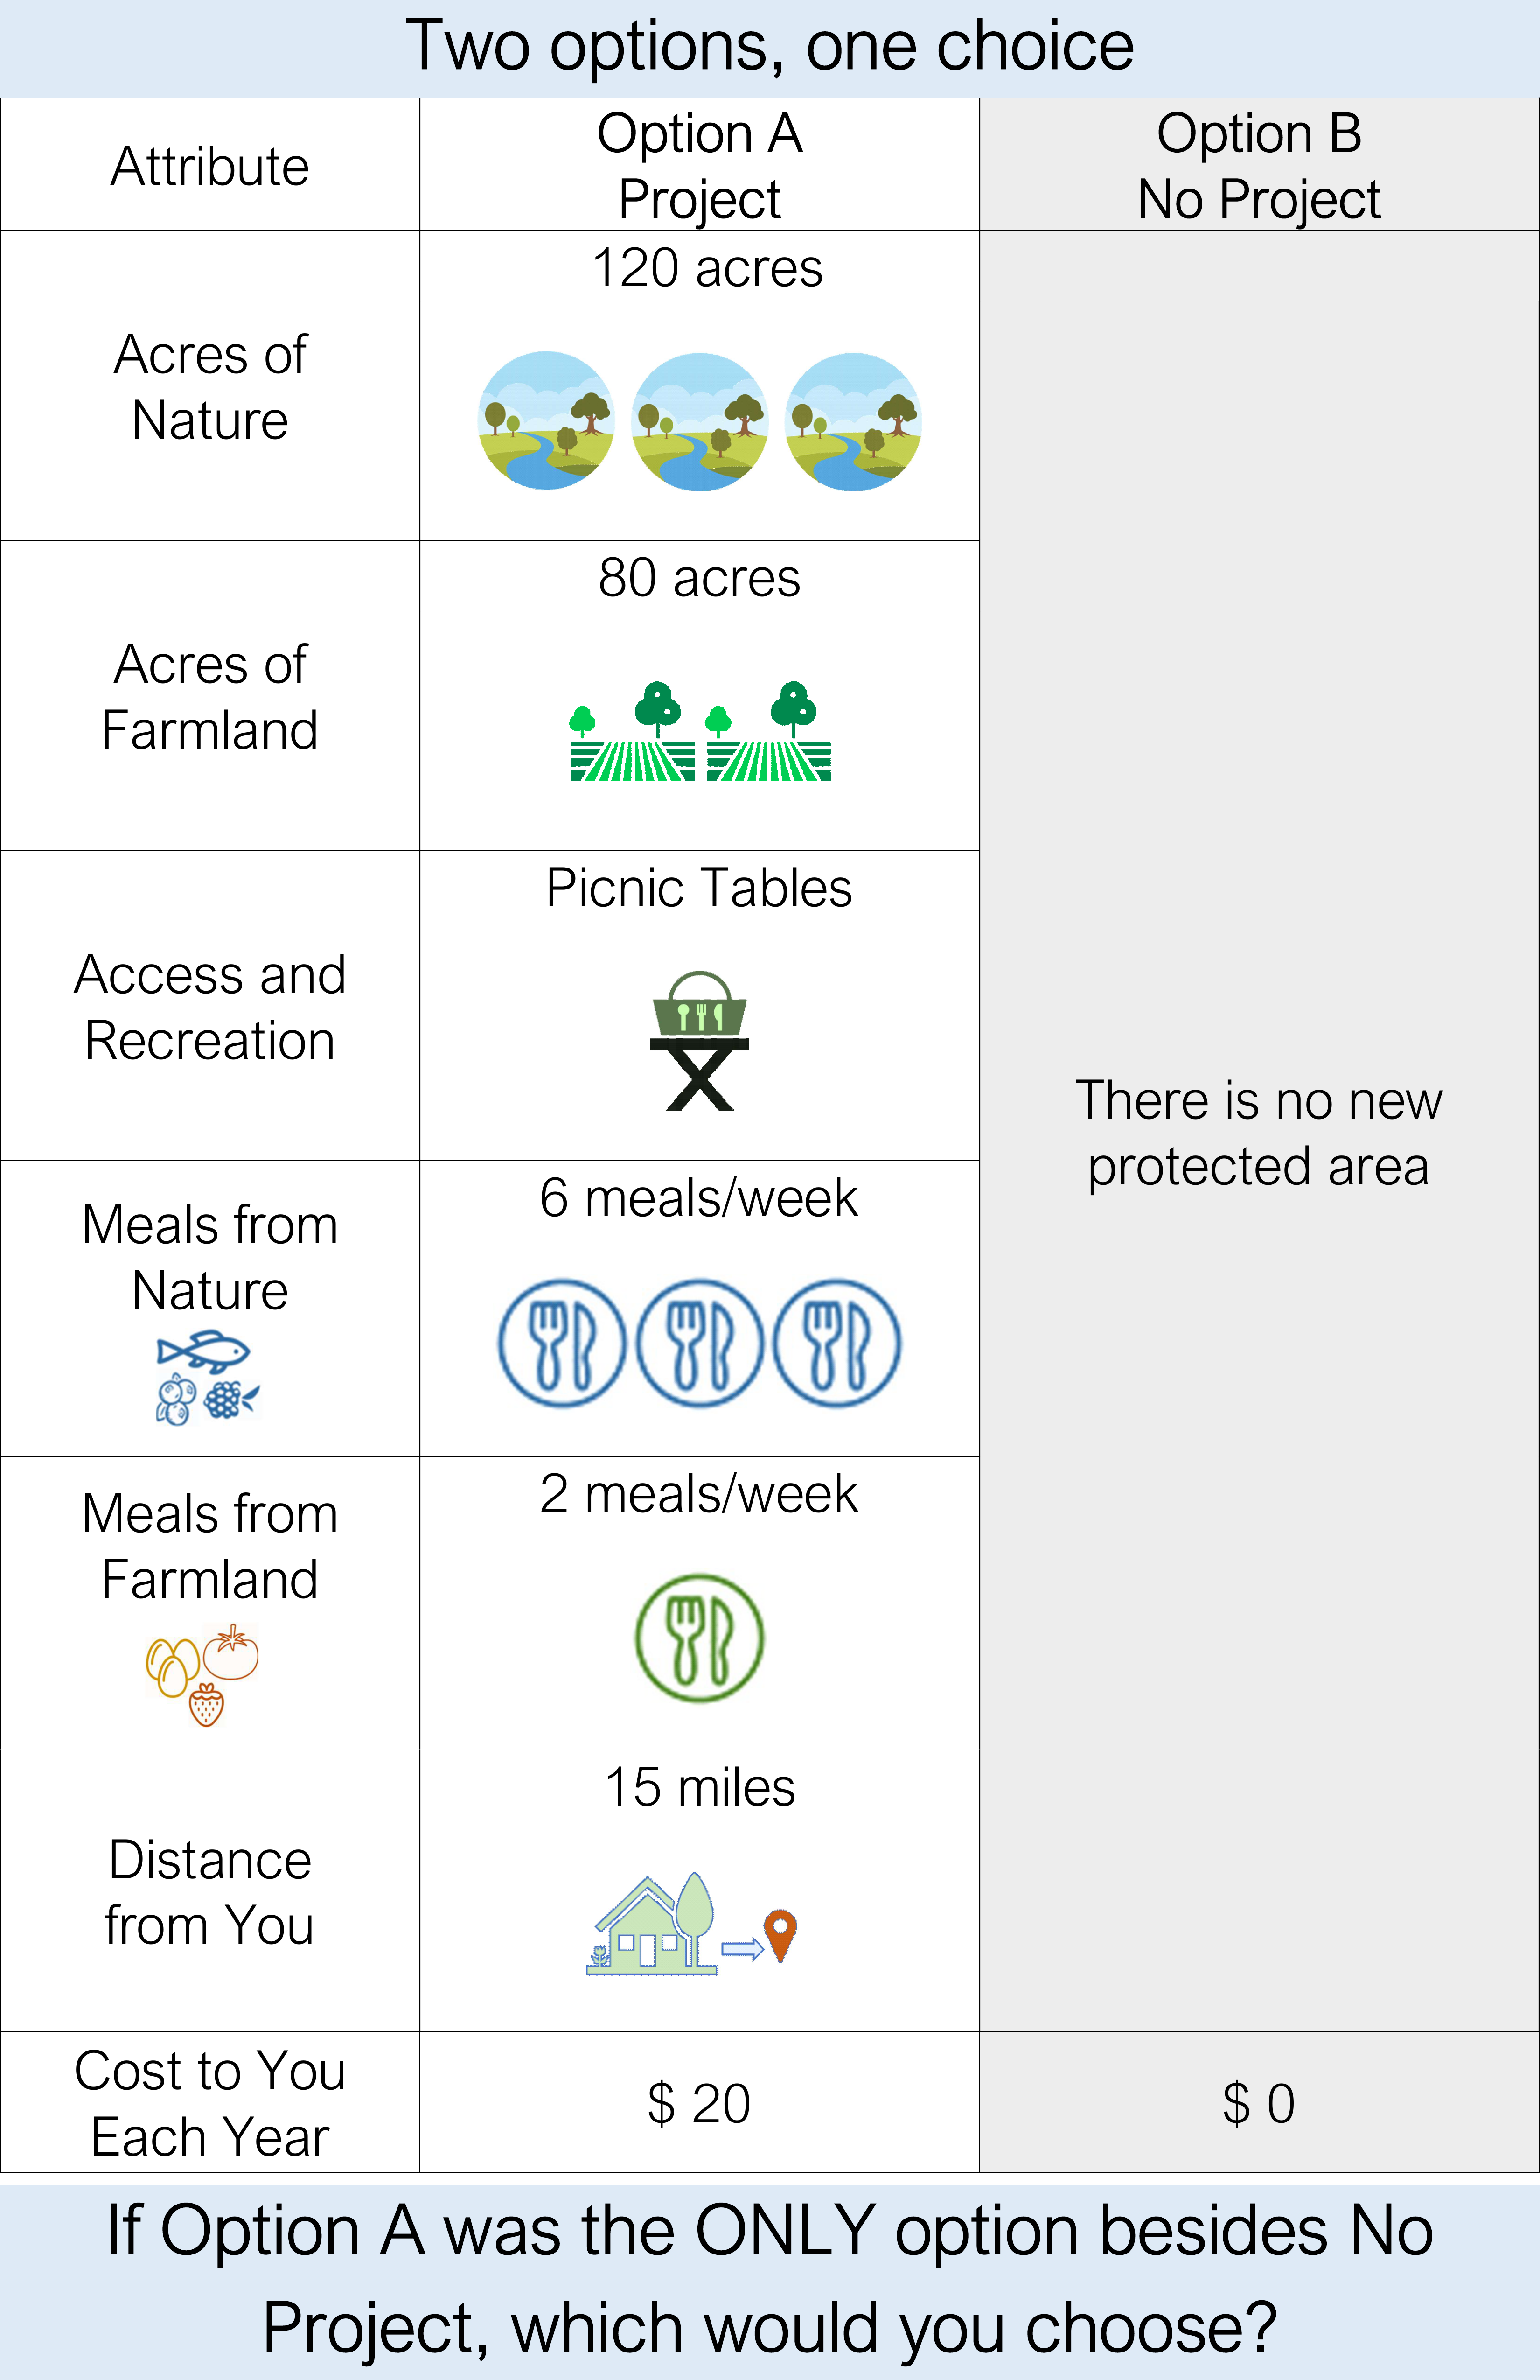 Two options, one choice
Attribute
Option A
Project
Option B
No Project
Acres of
Nature
120 acres
Acres of
Farmland
80 acres
Access and
Recreation
Picnic Tables
There is no new
protected area
Meals from
Nature
6 meals/week
Meals from
Farmland
2 meals/week
Distance
from You
15 miles
Cost to You
Each Year
$ 20
$ 0
If Option A was the ONLY option besides No
Project, which would you choose?